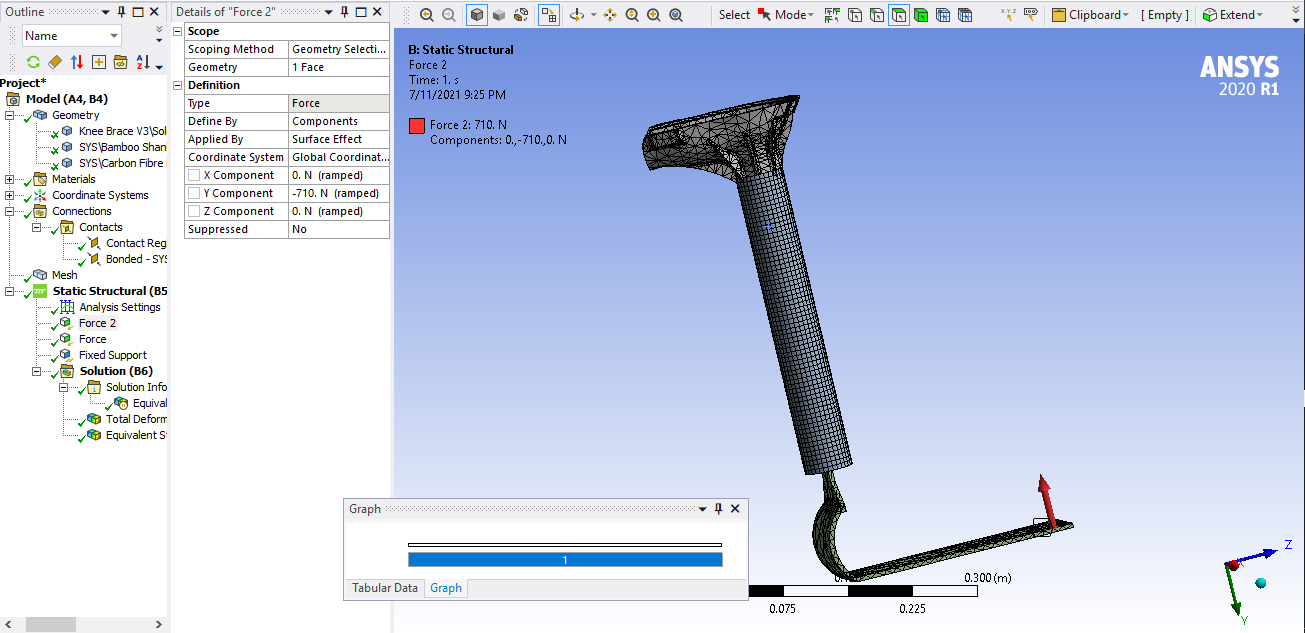 Outline
Name
Project*
Model (A4, B4)
Geometry
Knee Brace V3\Sol
SYS\Bamboo Shan
SYS\Carbon Fibre
Materials
Coordinate Systems
Connections
Contacts
Contact Reg
Bonded - SYS
Mesh
Static Structural (B5
Analysis Settings
Force 2
Force
Fixed Support
Solution (B6)
Solution Info
Equival
Total Deform
Equivalent S
Details of "Force 2"
Scope
Scoping Method Geometry Selecti...
Geometry 1 Face
Definition
Type Force
Define By Components
Applied By Surface Effect
Coordinate System Global Coordinat...
X Component 0. N (ramped)
Y Component -710. N (ramped)
Z Component 0. N (ramped)
Suppressed No
Select Mode Clipboard [ Empty ] Extend
B: Static Structural
Force 2
Time: 1. s
7/11/2021 9:25 PM
Force 2: 710. N
Components: 0.,-710.,0. N
ANSYS
2020 R1
Graph
1
Tabular Data Graph
0.300 (m)
0.075 0.225
Z
Y